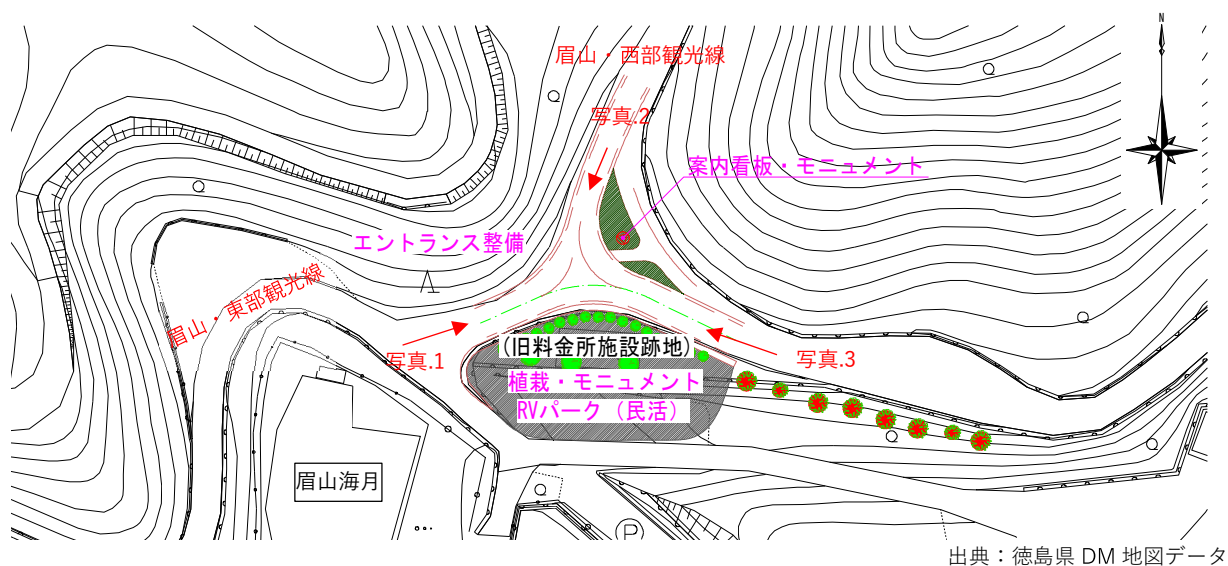 N
眉山・西部観光線
写真.2
案内看板・モニュメント
エントランス整備
眉山・東部観光線
写真.1
(旧料金所施設跡地)
写真.3
植栽・モニュメント
RVパーク（民活）
眉山海月
P
出典：徳島県 DM 地図データ